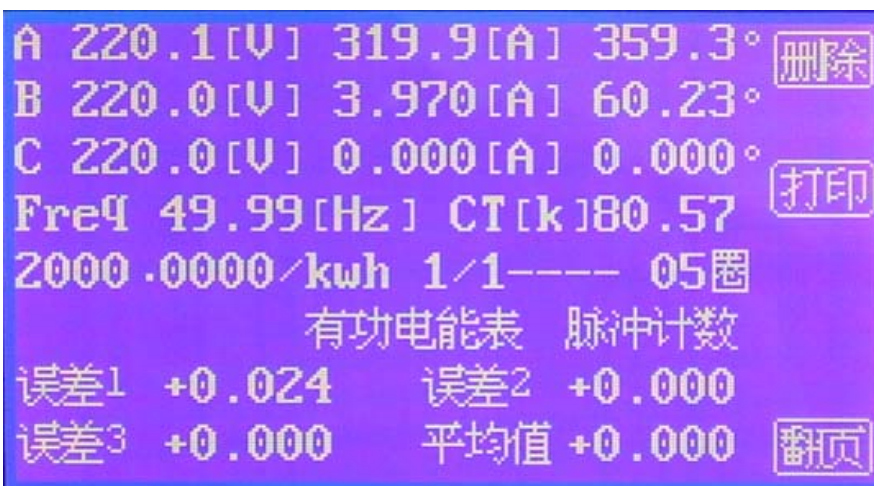 A 220.1[V] 319.9[A] 359.3° 删除
B 220.0[V] 3.970[A] 60.23°
C 220.0[V] 0.000[A] 0.000°
Freq 49.99[Hz] CT[k]80.57 打印
2000.0000/kwh 1/1---- 05圈
有功电能表 脉冲计数
误差1 +0.024 误差2 +0.000
误差3 +0.000 平均值 +0.000 翻页